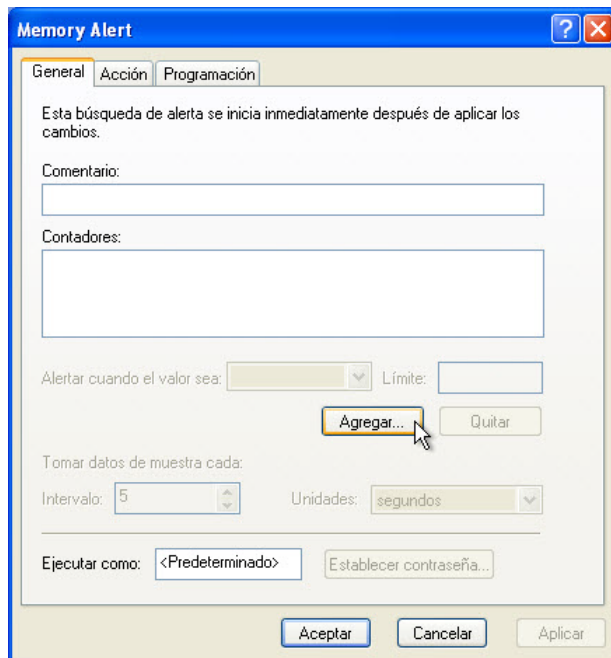 Memory Alert
General Acción Programación
Esta búsqueda de alerta se inicia inmediatamente después de aplicar los
cambios.
Comentario:
Contadores:
Alertar cuando el valor sea: Límite:
Agregar... Quitar
Tomar datos de muestra cada:
Intervalo: 5 Unidades: segundos
Ejecutar como: <Predeterminado> Establecer contraseña...
Aceptar Cancelar Aplicar